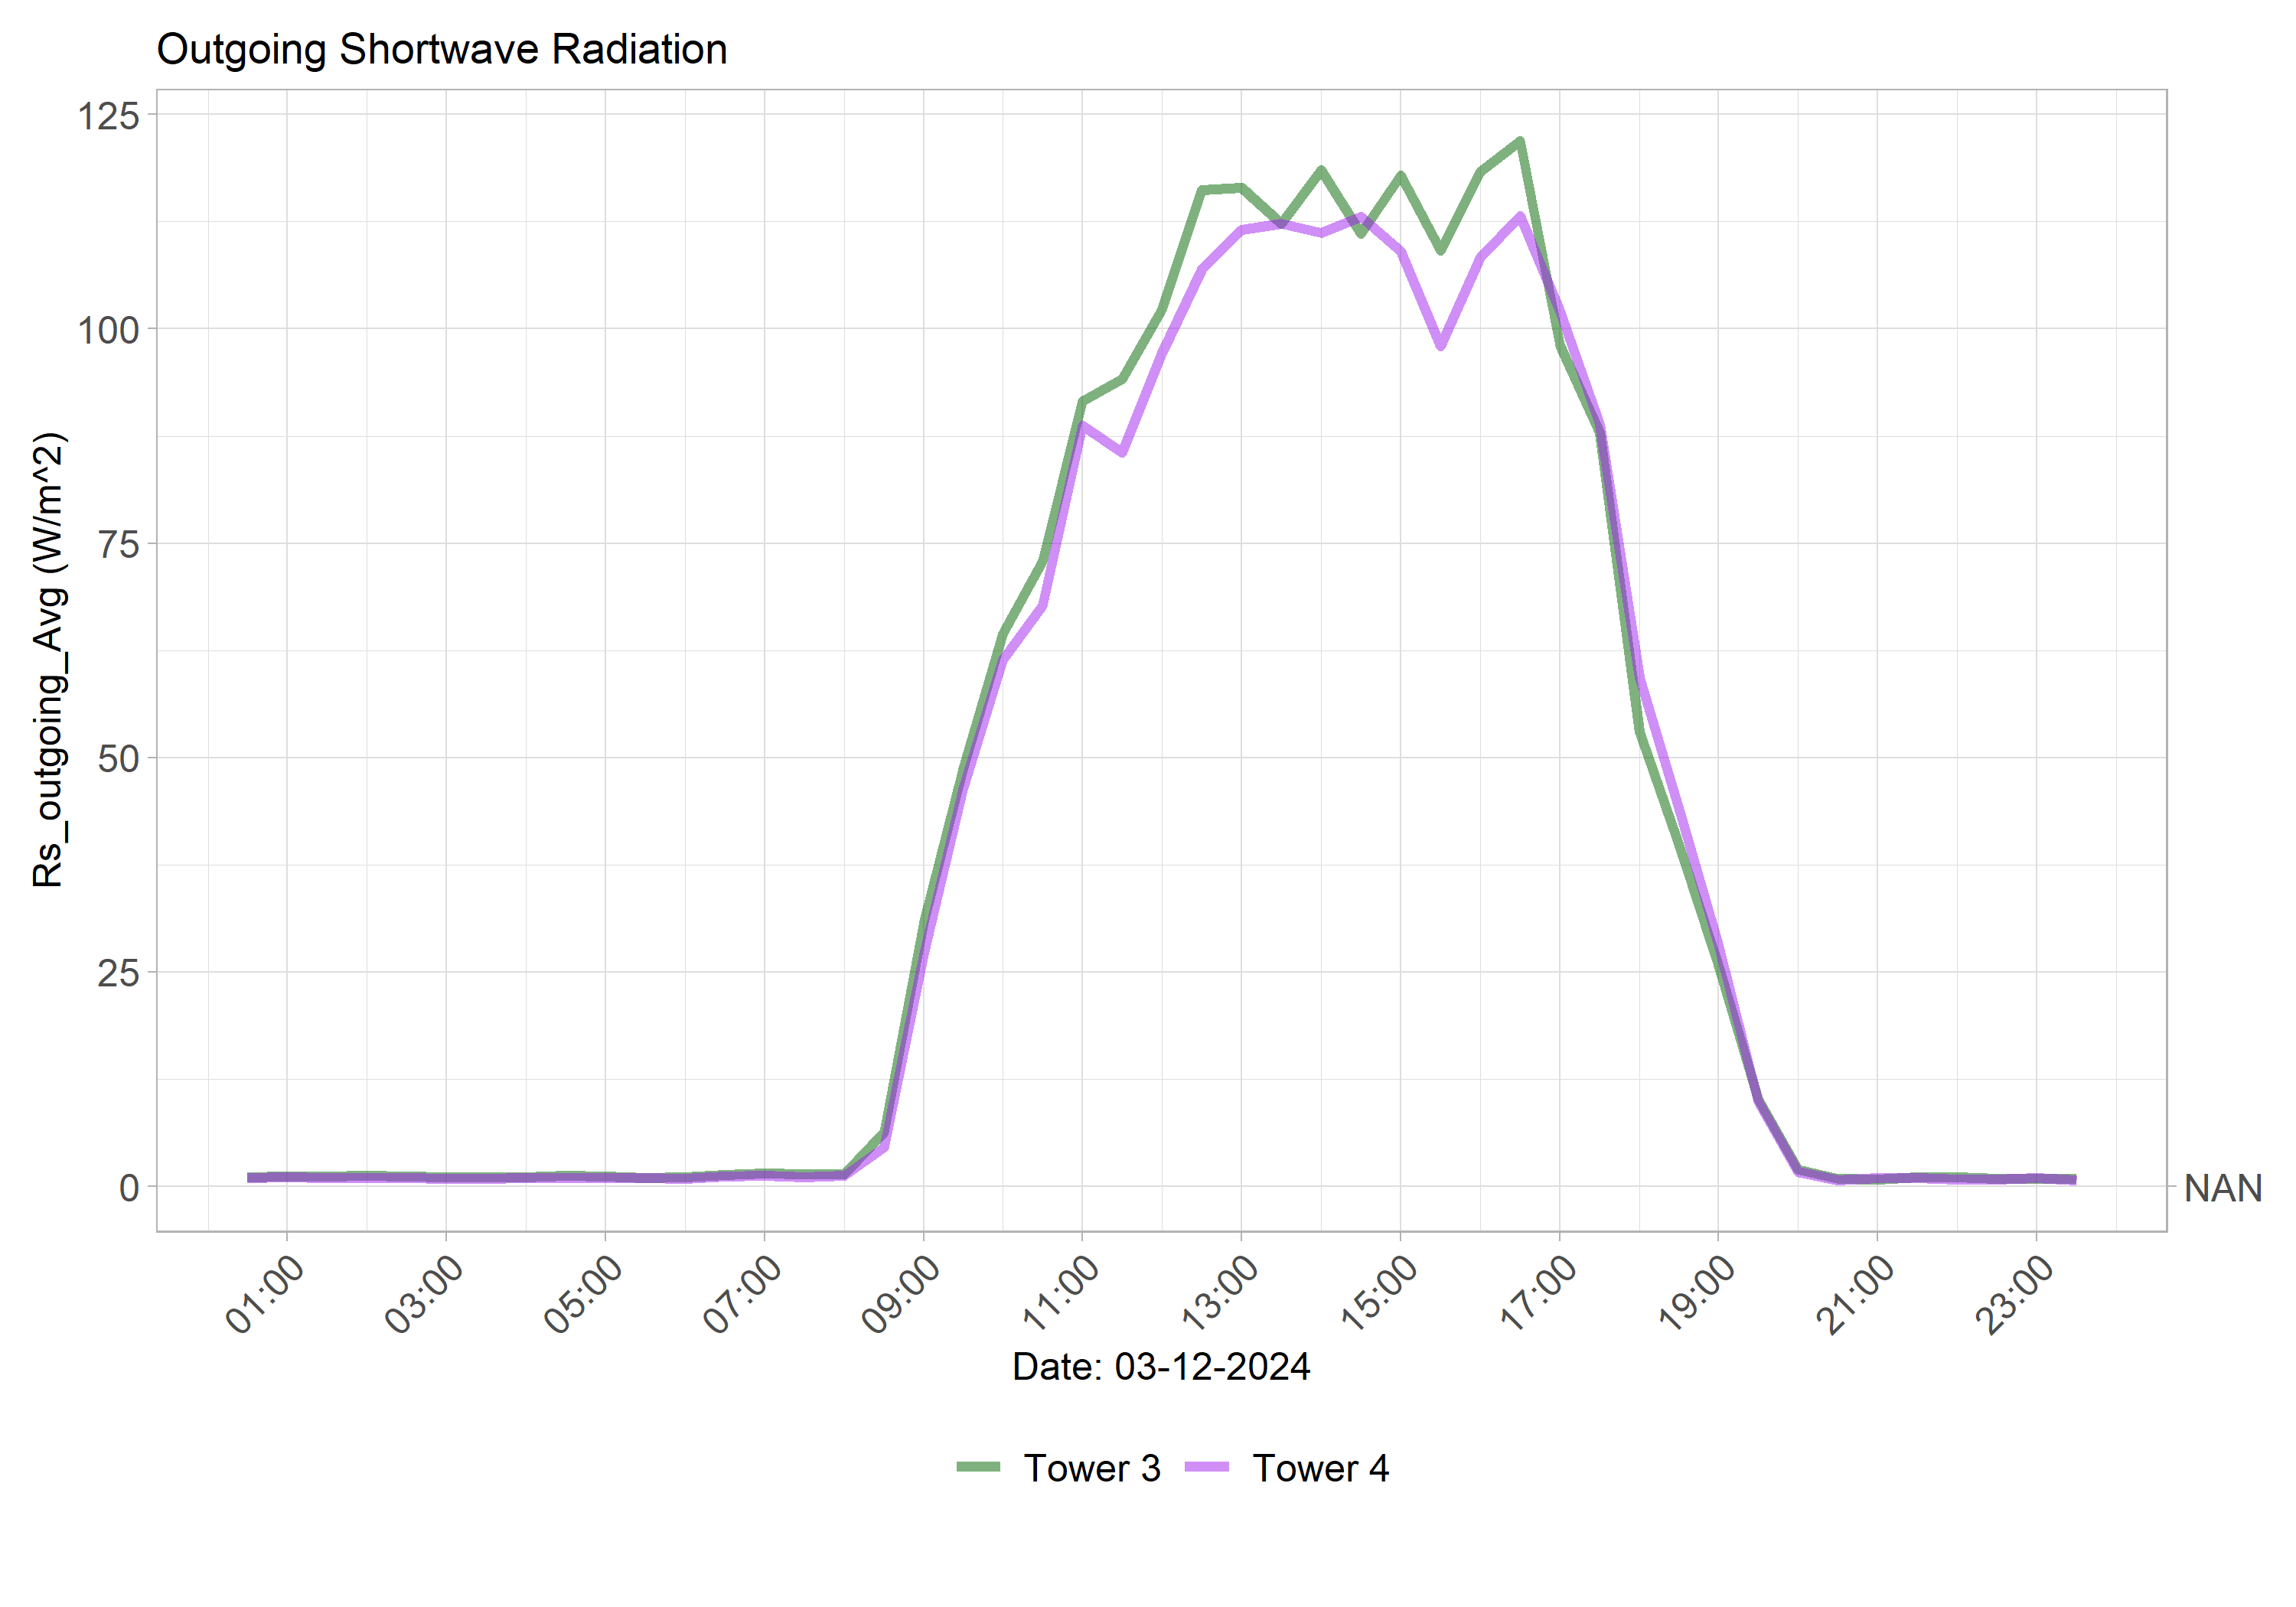 Outgoing Shortwave Radiation
125
100
75
50
25
0
NAN
Rs_outgoing_Avg (W/m^2)
01:00 03:00 05:00 07:00 09:00 11:00 13:00 15:00 17:00 19:00 21:00 23:00
Date: 03-12-2024
Tower 3 Tower 4